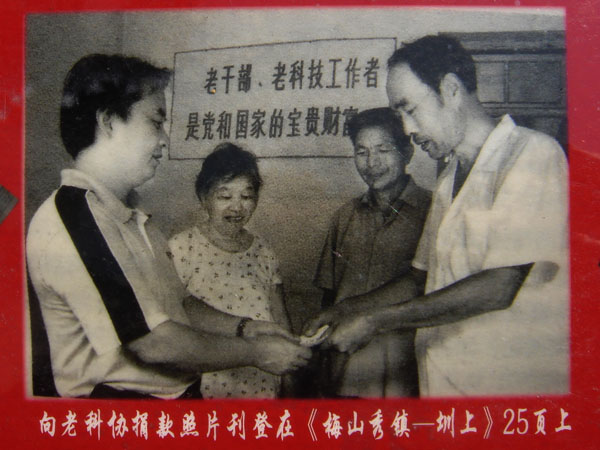 老干部、老科技工作者
是党和国家的宝贵财富
向老科协捐款照片刊登在《梅山秀镇—圳上》25页上